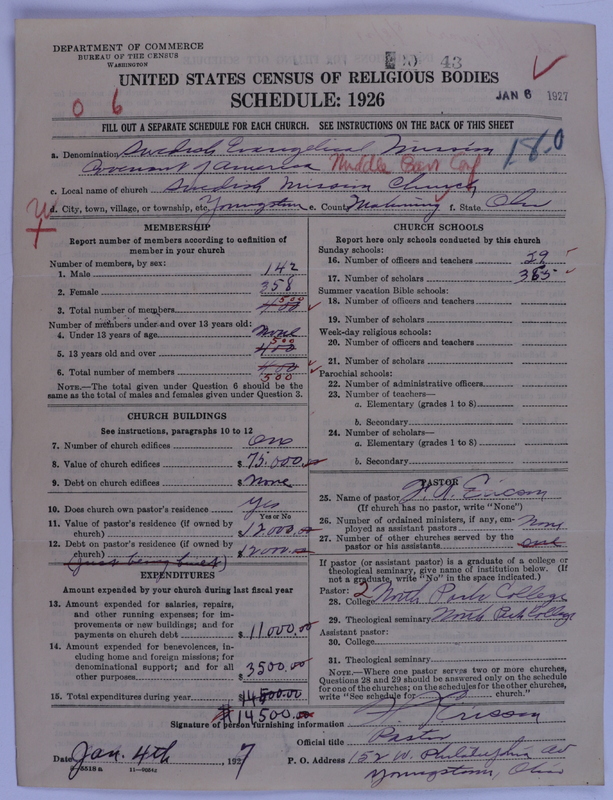 DEPARTMENT OF COMMERCE
BUREAU OF THE CENSUS
WASHINGTON
43
UNITED STATES CENSUS OF RELIGIOUS BODIES
SCHEDULE: 1926
JAN 6 1927
0 6
FILL OUT A SEPARATE SCHEDULE FOR EACH CHURCH. SEE INSTRUCTIONS ON THE BACK OF THIS SHEET
18.0
a. Denomination Swedish Evangelical Mission
Covenant of America Middle East Conf
c. Local name of church Swedish Mission Church
d. City, town, village, or township, etc. Youngstown e. County Mahoning f. State Ohio
MEMBERSHIP
Report number of members according to definition of
member in your church
Number of members, by sex:
1. Male 142
2. Female 358
3. Total number of members 500
Number of members under and over 13 years old:
4. Under 13 years of age None
5. 13 years old and over 500
6. Total number of members 500
NOTE.—The total given under Question 6 should be
the same as the total of males and females given under Question 3.
CHURCH BUILDINGS
See instructions, paragraphs 10 to 12
7. Number of church edifices one
8. Value of church edifices $ 75.000
9. Debt on church edifices $ None
10. Does church own pastor's residence? yes
Yes or No
11. Value of pastor's residence (if owned by
church) $ 12000
12. Debt on pastor's residence (if owned by
church) $ 12000
(Just being built)
EXPENDITURES
Amount expended by your church during last fiscal year
13. Amount expended for salaries, repairs,
and other running expenses; for im-
provements or new buildings; and for
payments on church debt $ 11000.00
14. Amount expended for benevolences, in-
cluding home and foreign missions; for
denominational support; and for all
other purposes $ 3500.00
15. Total expenditures during year $ 14500.00
$ 14500.00
CHURCH SCHOOLS
Report here only schools conducted by this church
Sunday schools:
16. Number of officers and teachers 29
17. Number of scholars 385
Summer vacation Bible schools:
18. Number of officers and teachers
19. Number of scholars
Week-day religious schools:
20. Number of officers and teachers
21. Number of scholars
Parochial schools:
22. Number of administrative officers
23. Number of teachers—
a. Elementary (grades 1 to 8)
b. Secondary
24. Number of scholars—
a. Elementary (grades 1 to 8)
b. Secondary
PASTOR
25. Name of pastor Ericson
(If church has no pastor, write "None")
26. Number of ordained ministers, if any, em-
ployed as assistant pastors None
27. Number of other churches served by the
pastor or his assistants one
If pastor (or assistant pastor) is a graduate of a college or
theological seminary, give name of institution below. (If
not a graduate, write "No" in the space indicated.)
Pastor: 2
28. College North Park College
29. Theological seminary North Park College
Assistant pastor:
30. College
31. Theological seminary
NOTE.—Where one pastor serves two or more churches,
Questions 28 and 29 should be answered only on the schedule
for one of the churches; on the schedules for the other churches,
write "See schedule for church."
Signature of person furnishing information Ericson
Official title Pastor
Date Jan. 4th, 1927
P. O. Address 152 W. Philadelphia Av
Youngstown, Ohio